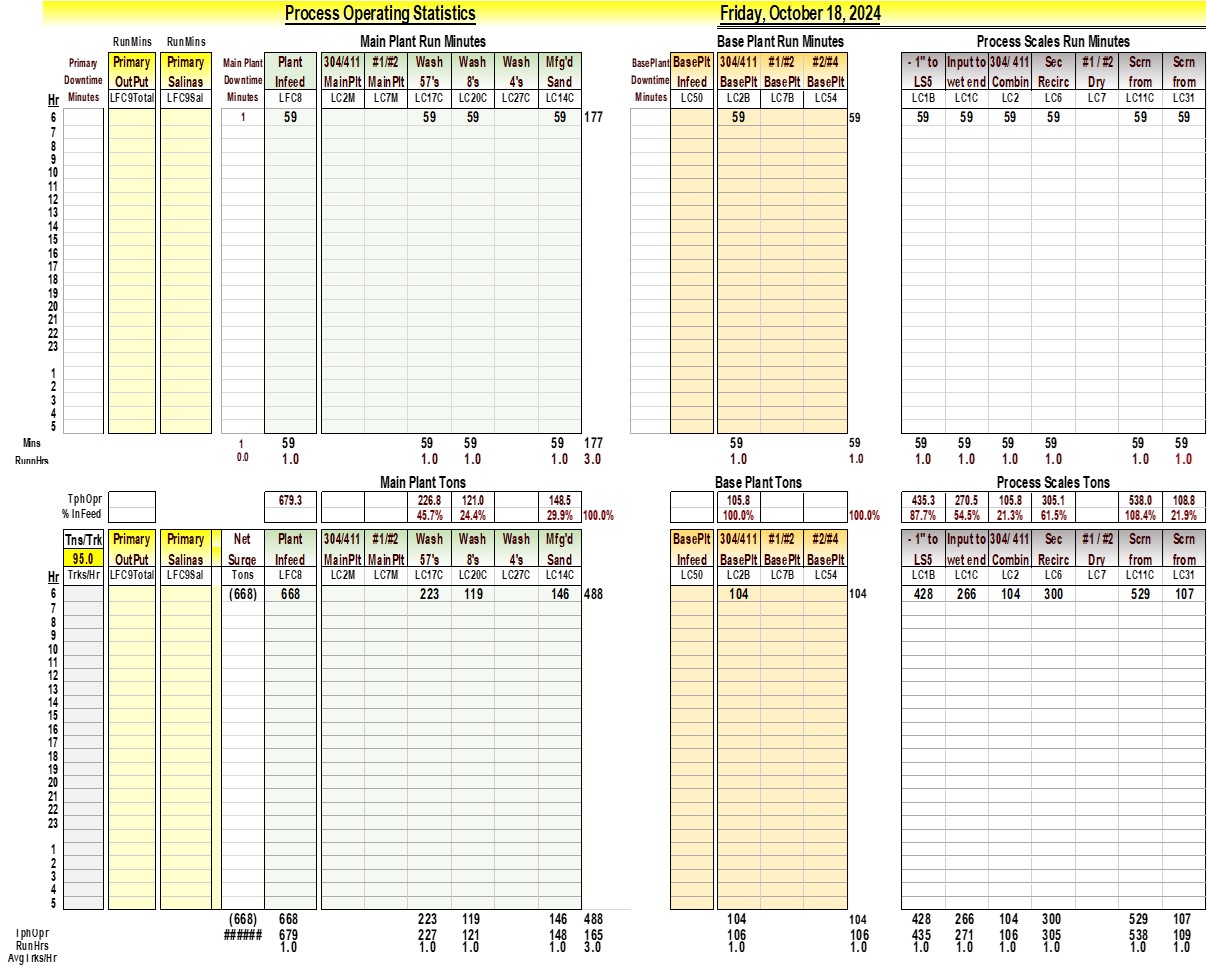 Process Operating Statistics Friday, October 18, 2024
RunMins RunMins Main Plant Run Minutes Base Plant Run Minutes Process Scales Run Minutes
Primary Primary Primary Main Plant Plant 304/411 #1/#2 Wash Wash Wash Mfg'd BasePlant BasePlt 304/411 #1/#2 #2/#4 - 1" to Input to 304/ 411 Sec #1 / #2 Scrn Scrn
Downtime OutPut Salinas Downtime Infeed MainPlt MainPlt 57's 8's 4's Sand Downtime Infeed BasePlt BasePlt BasePlt LS5 wet end Combin Recirc Dry from from
Hr Minutes LFC9Total LFC9Sal Minutes LFC8 LC2M LC7M LC17C LC20C LC27C LC14C Minutes LC50 LC2B LC7B LC54 LC1B LC1C LC2 LC6 LC7 LC11C LC31
6 1 59 59 59 59 177 59 59 59 59 59 59 59 59
7
8
9
10
11
12
13
14
15
16
17
18
19
20
21
22
23
1
2
3
4
5
Mins 1 59 59 59 59 177 59 59 59 59 59 59 59 59
RunnHrs 0.0 1.0 1.0 1.0 1.0 3.0 1.0 1.0 1.0 1.0 1.0 1.0 1.0 1.0
Main Plant Tons Base Plant Tons Process Scales Tons
TphOpr 679.3 226.8 121.0 148.5 105.8 435.3 270.5 105.8 305.1 538.0 108.8
% InFeed 45.7% 24.4% 29.9% 100.0% 100.0% 100.0% 87.7% 54.5% 21.3% 61.5% 108.4% 21.9%
Tns/Trk Primary Primary Net Plant 304/411 #1/#2 Wash Wash Wash Mfg'd BasePlt 304/411 #1/#2 #2/#4 - 1" to Input to 304/ 411 Sec #1 / #2 Scrn Scrn
95.0 OutPut Salinas Surge Infeed MainPlt MainPlt 57's 8's 4's Sand Infeed BasePlt BasePlt BasePlt LS5 wet end Combin Recirc Dry from from
Hr Trks/Hr LFC9Total LFC9Sal Tons LFC8 LC2M LC7M LC17C LC20C LC27C LC14C LC50 LC2B LC7B LC54 LC1B LC1C LC2 LC6 LC7 LC11C LC31
6 (668) 668 223 119 146 488 104 104 428 266 104 300 529 107
7
8
9
10
11
12
13
14
15
16
17
18
19
20
21
22
23
1
2
3
4
5
(668) 668 223 119 146 488 104 104 428 266 104 300 529 107
TphOpr ###### 679 227 121 148 165 106 106 435 271 106 305 538 109
RunHrs 1.0 1.0 1.0 1.0 3.0 1.0 1.0 1.0 1.0 1.0 1.0 1.0 1.0
AvgTrks/Hr